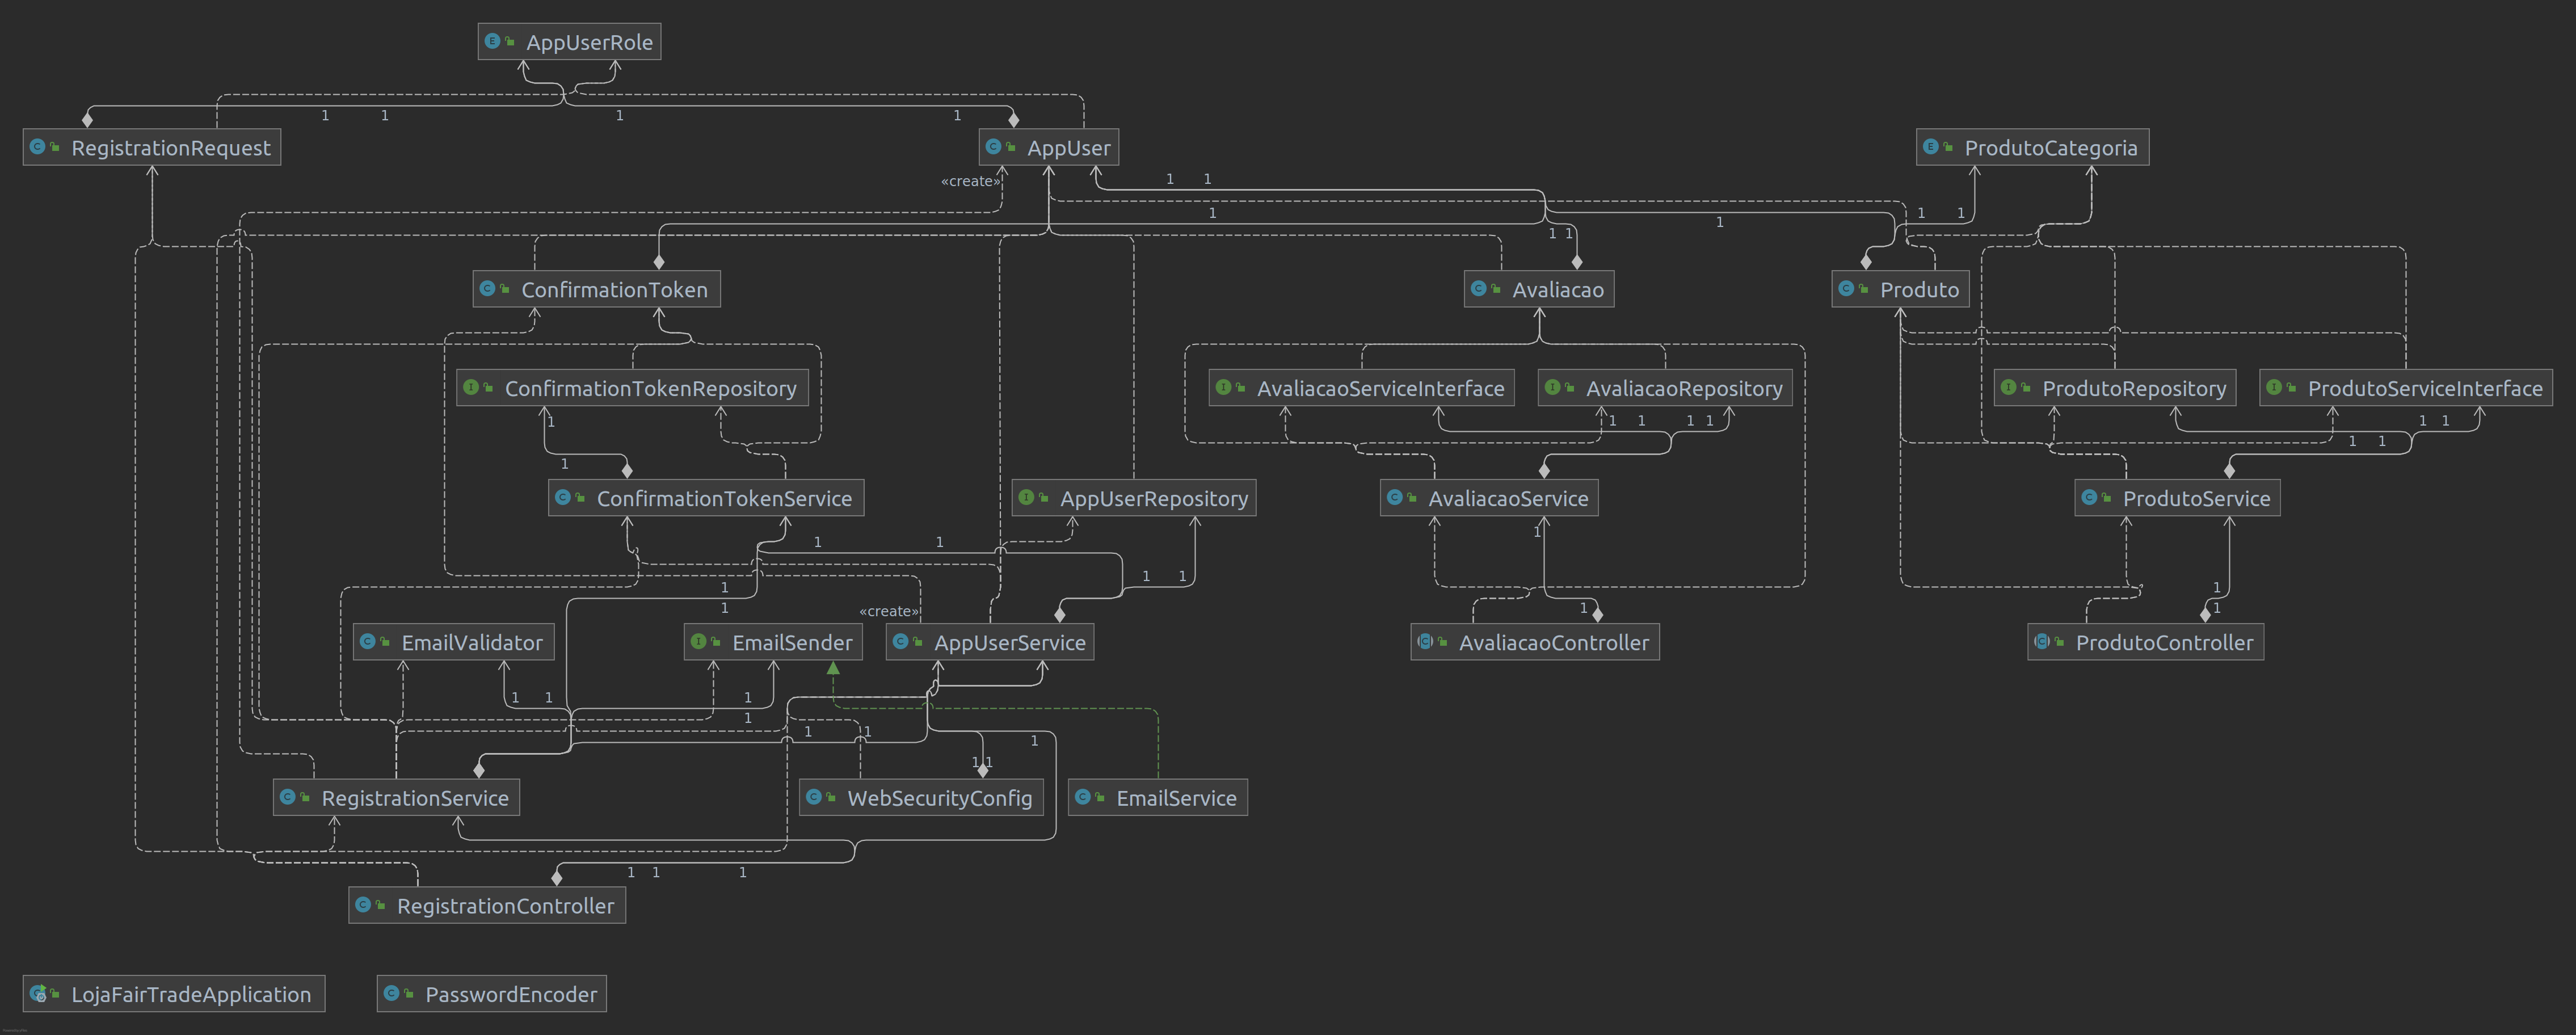 AppUserRole
1 1 1 1
RegistrationRequest
AppUser
ProdutoCategoria
«create»
1 1
1 1 1 1
1 1
ConfirmationToken
Avaliacao
Produto
ConfirmationTokenRepository
AvaliacaoServiceInterface
AvaliacaoRepository
ProdutoRepository
ProdutoServiceInterface
1 1 1 1 1 1 1
1 1 1
ConfirmationTokenService
AppUserRepository
AvaliacaoService
ProdutoService
1 1 1
1 1 1 1
«create»
1 1 1
EmailValidator
EmailSender
AppUserService
AvaliacaoController
ProdutoController
1 1 1
1 1 1 1
1 1
RegistrationService
WebSecurityConfig
EmailService
1 1 1
RegistrationController
LojaFairTradeApplication
PasswordEncoder